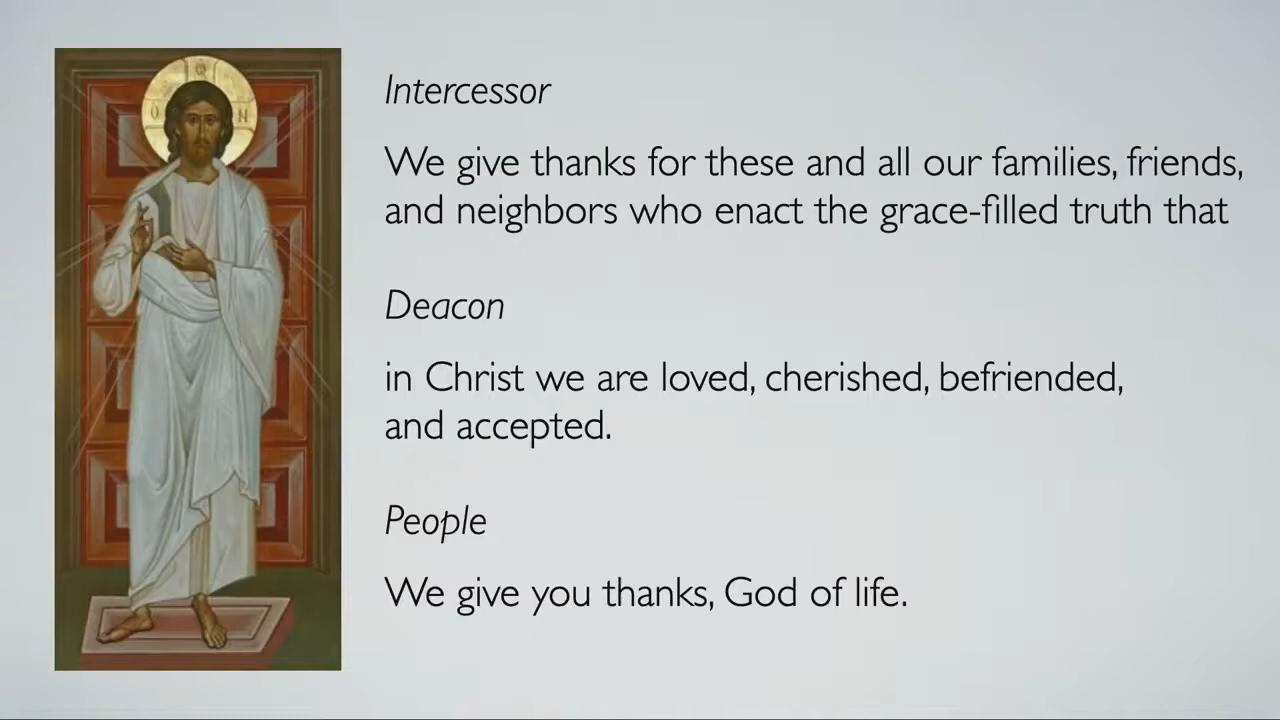 Ο Ω Ν
Intercessor
We give thanks for these and all our families, friends,
and neighbors who enact the grace-filled truth that
Deacon
in Christ we are loved, cherished, befriended,
and accepted.
People
We give you thanks, God of life.